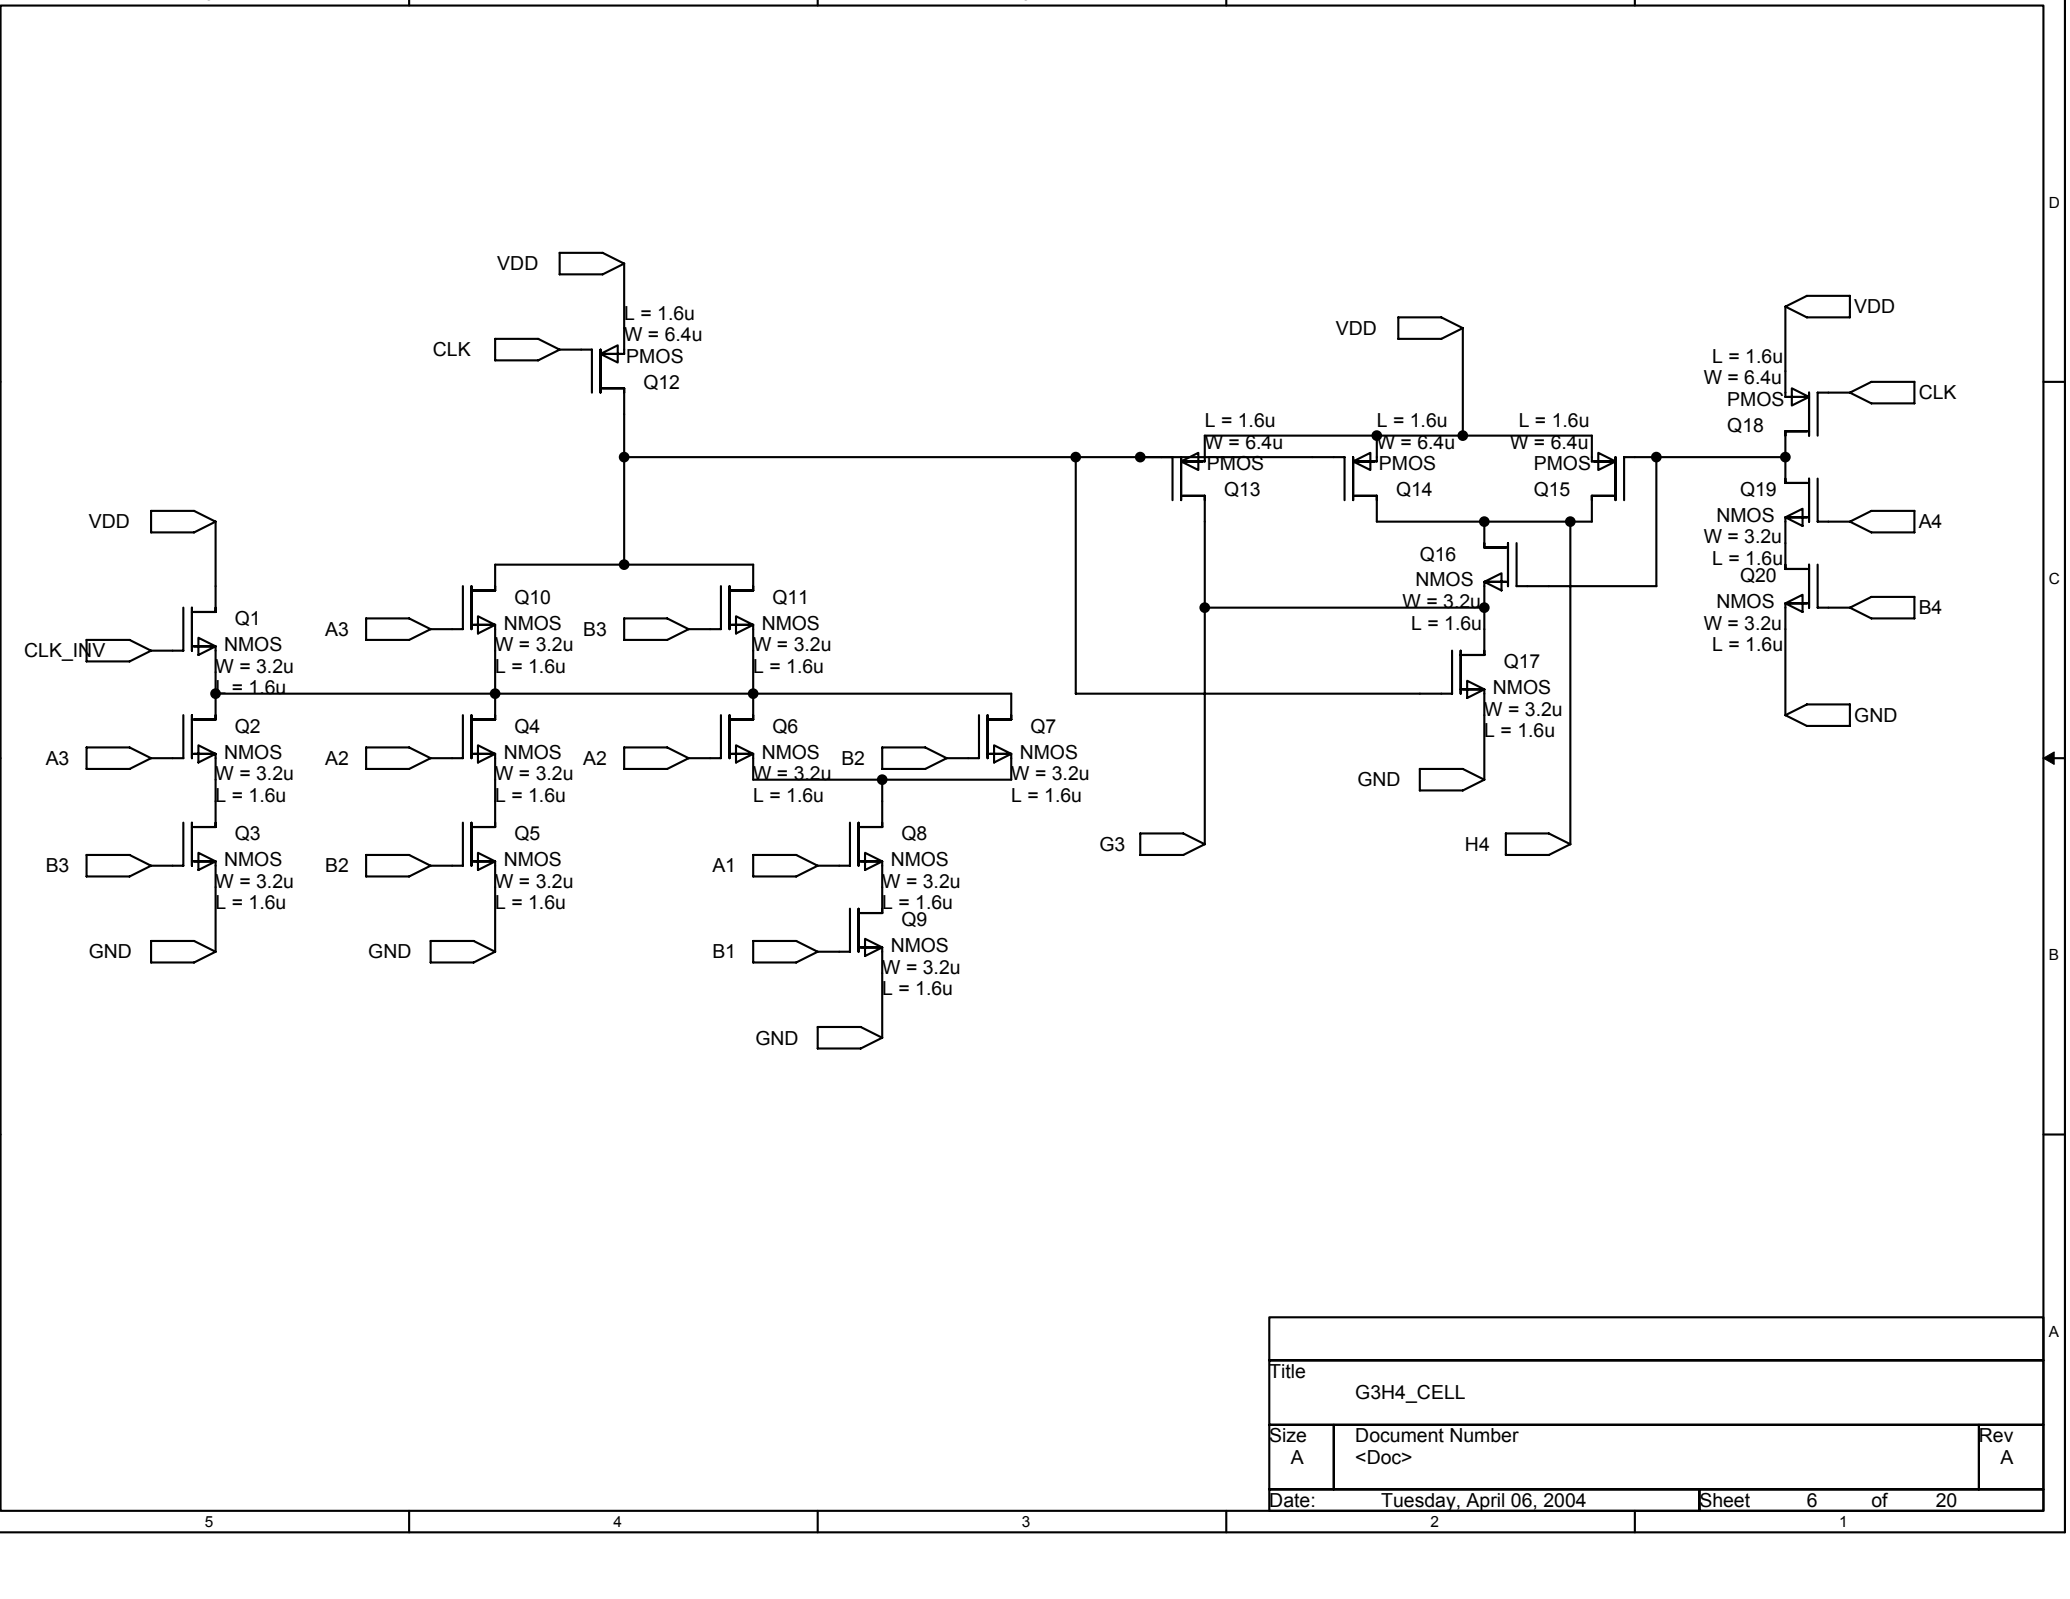 D
VDD
L = 1.6u
W = 6.4u
PMOS
Q12
CLK
VDD
L = 1.6u
W = 6.4u
PMOS
Q13
L = 1.6u
W = 6.4u
PMOS
Q14
L = 1.6u
W = 6.4u
PMOS
Q15
VDD
L = 1.6u
W = 6.4u
PMOS
Q18
CLK
VDD
Q1
NMOS
W = 3.2u
L = 1.6u
CLK_INV
A3
Q10
NMOS
W = 3.2u
L = 1.6u
B3
Q11
NMOS
W = 3.2u
L = 1.6u
Q16
NMOS
W = 3.2u
L = 1.6u
Q19
NMOS
W = 3.2u
L = 1.6u
A4
Q20
NMOS
W = 3.2u
L = 1.6u
B4
C
Q17
NMOS
W = 3.2u
L = 1.6u
GND
GND
A3
Q2
NMOS
W = 3.2u
L = 1.6u
A2
Q4
NMOS
W = 3.2u
L = 1.6u
A2
Q6
NMOS
W = 3.2u
L = 1.6u
B2
Q7
NMOS
W = 3.2u
L = 1.6u
B3
Q3
NMOS
W = 3.2u
L = 1.6u
B2
Q5
NMOS
W = 3.2u
L = 1.6u
A1
Q8
NMOS
W = 3.2u
L = 1.6u
G3
H4
GND
GND
B1
Q9
NMOS
W = 3.2u
L = 1.6u
B
GND
A
Title
G3H4_CELL
Size
A
Document Number
<Doc>
Rev
A
Date:
Tuesday, April 06, 2004
Sheet 6 of 20
5 4 3 2 1